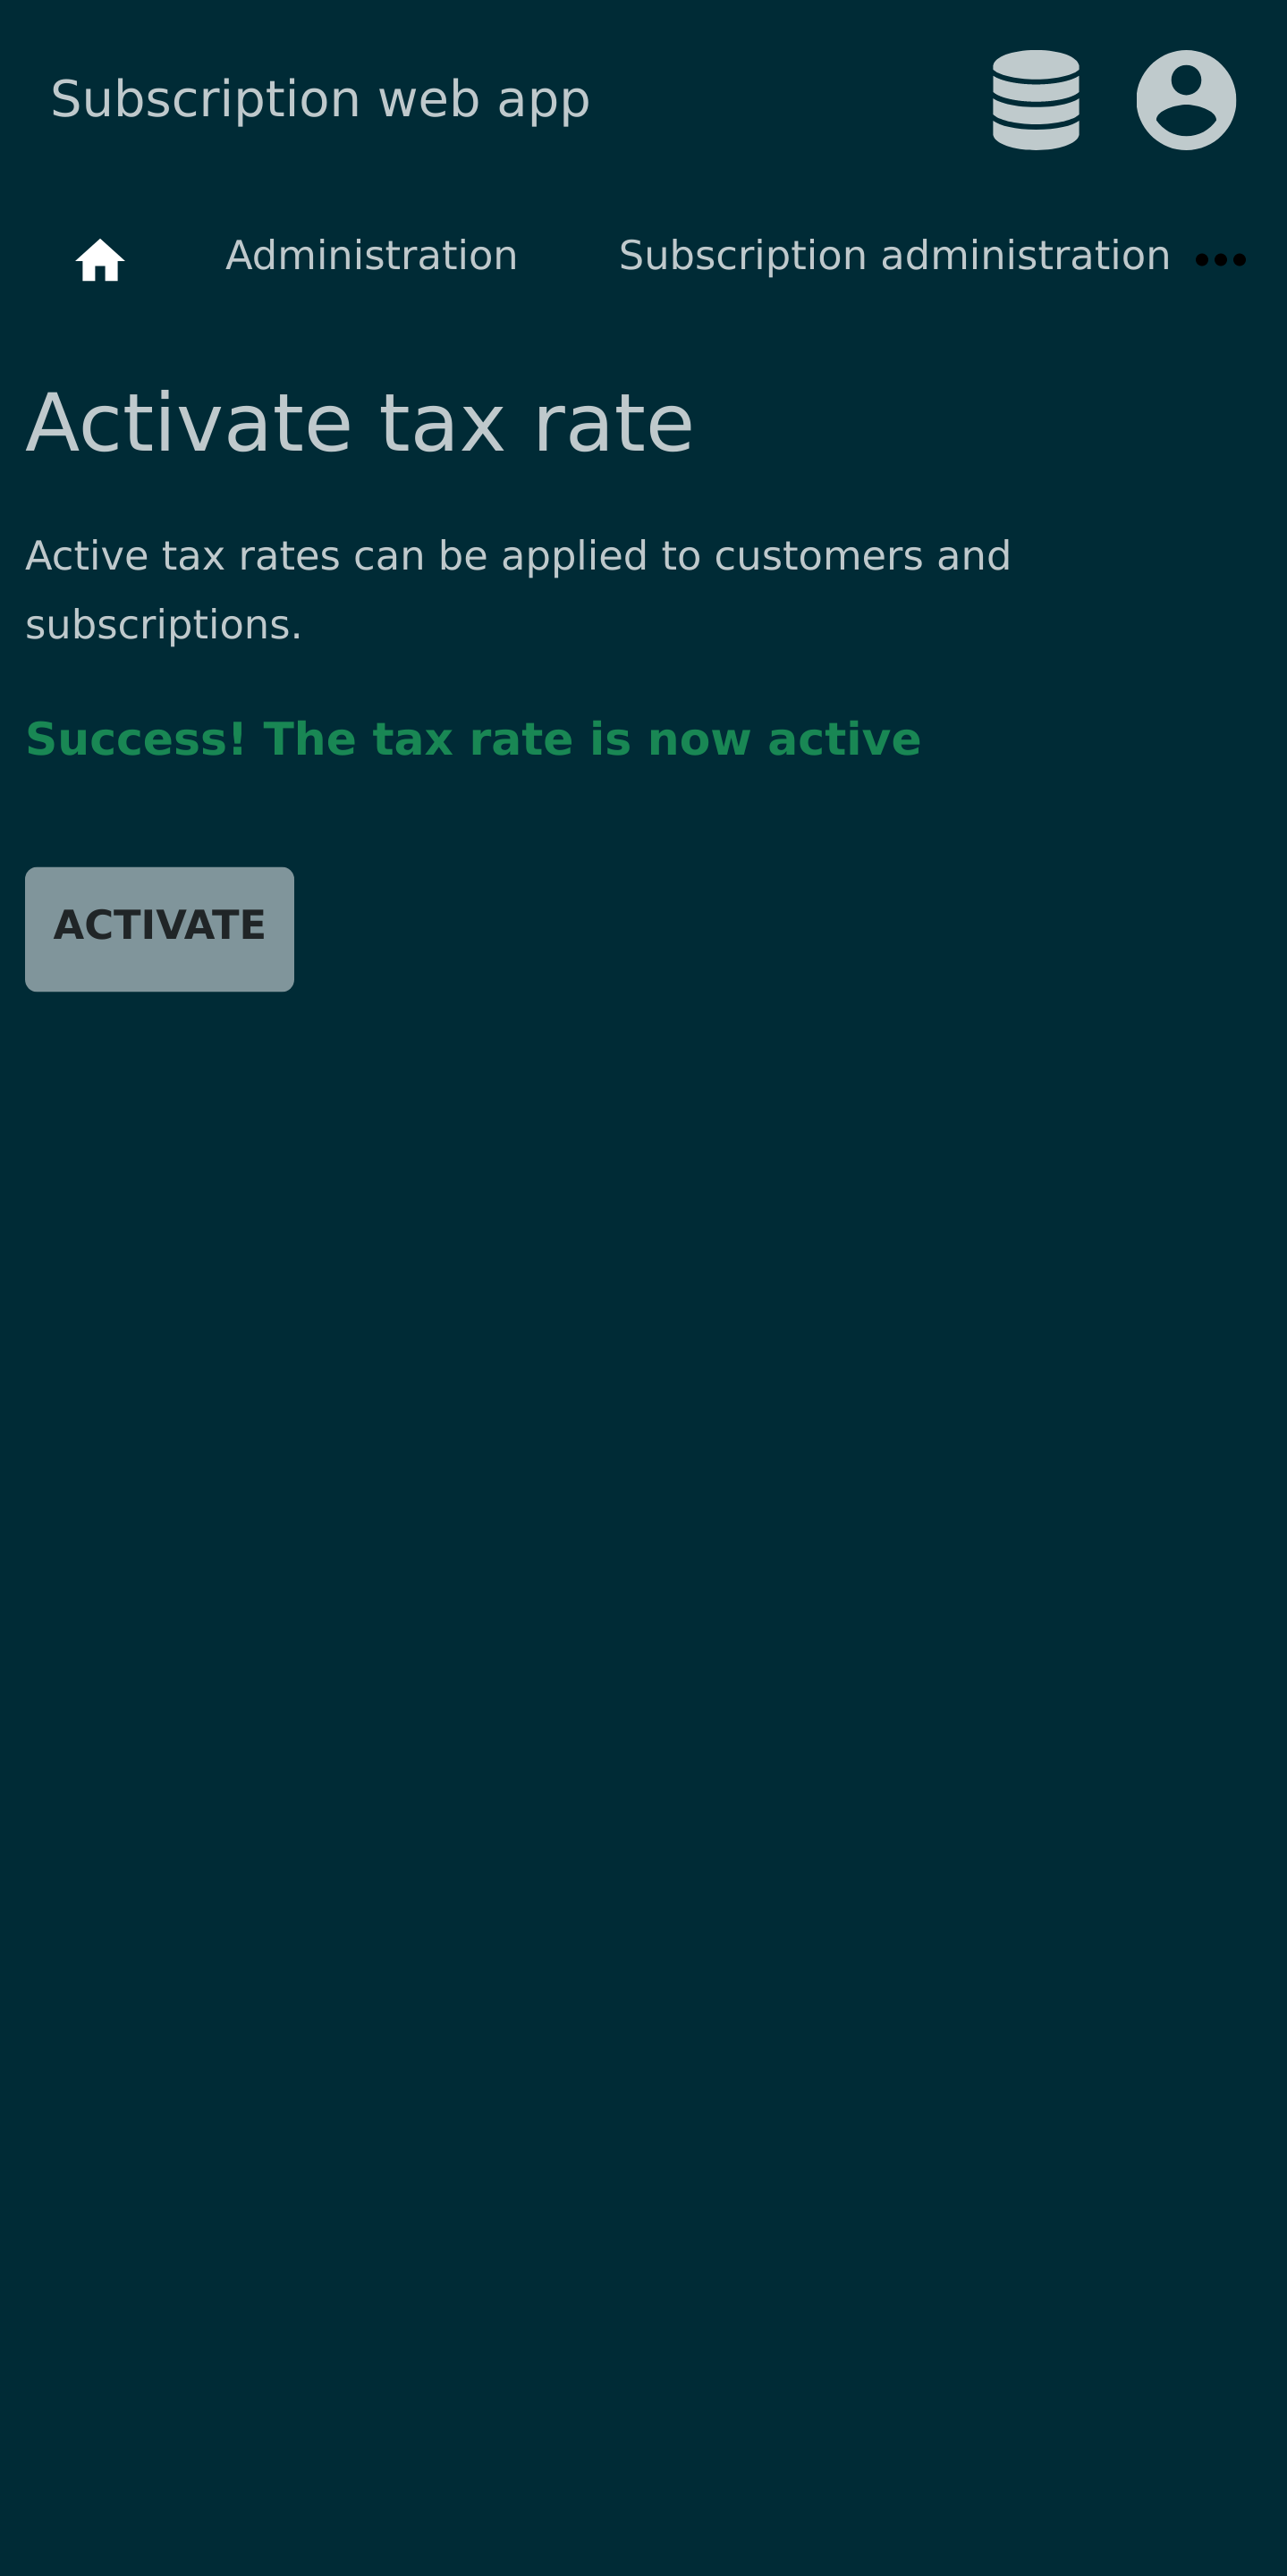 Subscription web app
Administration Subscription administration
Activate tax rate
Active tax rates can be applied to customers and
subscriptions.
Success! The tax rate is now active
ACTIVATE